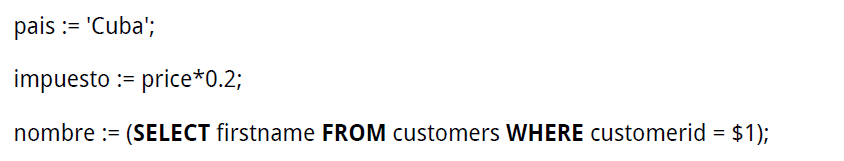 pais := 'Cuba';
impuesto := price*0.2;
nombre := (SELECT firstname FROM customers WHERE customerid = $1);